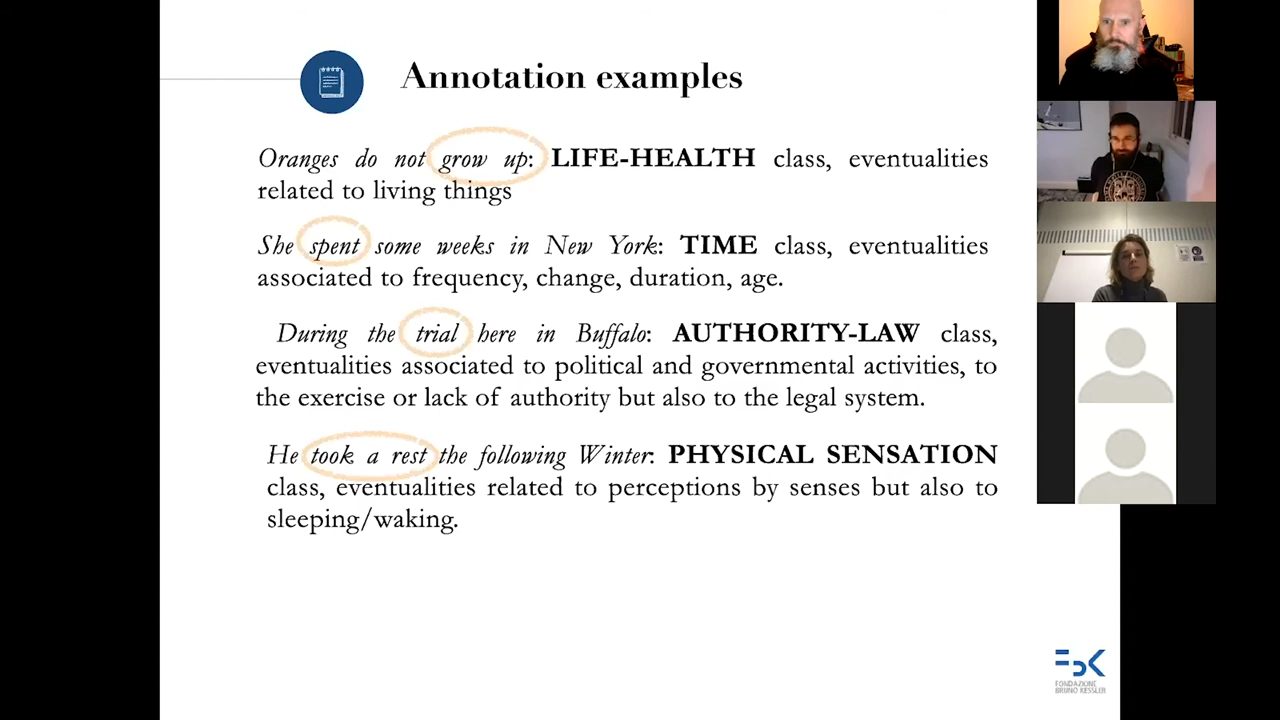 Annotation examples
Oranges do not grow up: LIFE-HEALTH class, eventualities
related to living things
She spent some weeks in New York: TIME class, eventualities
associated to frequency, change, duration, age.
During the trial here in Buffalo: AUTHORITY-LAW class,
eventualities associated to political and governmental activities, to
the exercise or lack of authority but also to the legal system.
He took a rest the following Winter: PHYSICAL SENSATION
class, eventualities related to perceptions by senses but also to
sleeping/waking.
FBK
FONDAZIONE
BRUNO KESSLER